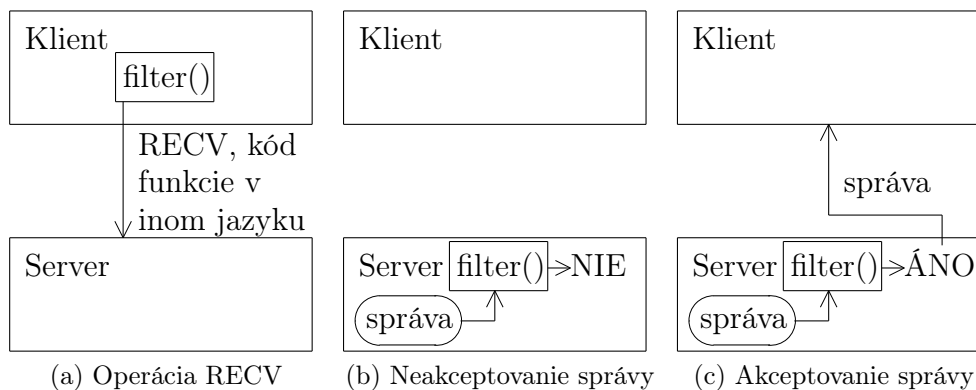 Klient
filter()
RECV, kód
funkcie v
inom jazyku
Server
(a) Operácia RECV
Klient
Server filter() NIE
správa
(b) Neakceptovanie správy
Klient
správa
Server filter() ÁNO
správa
(c) Akceptovanie správy